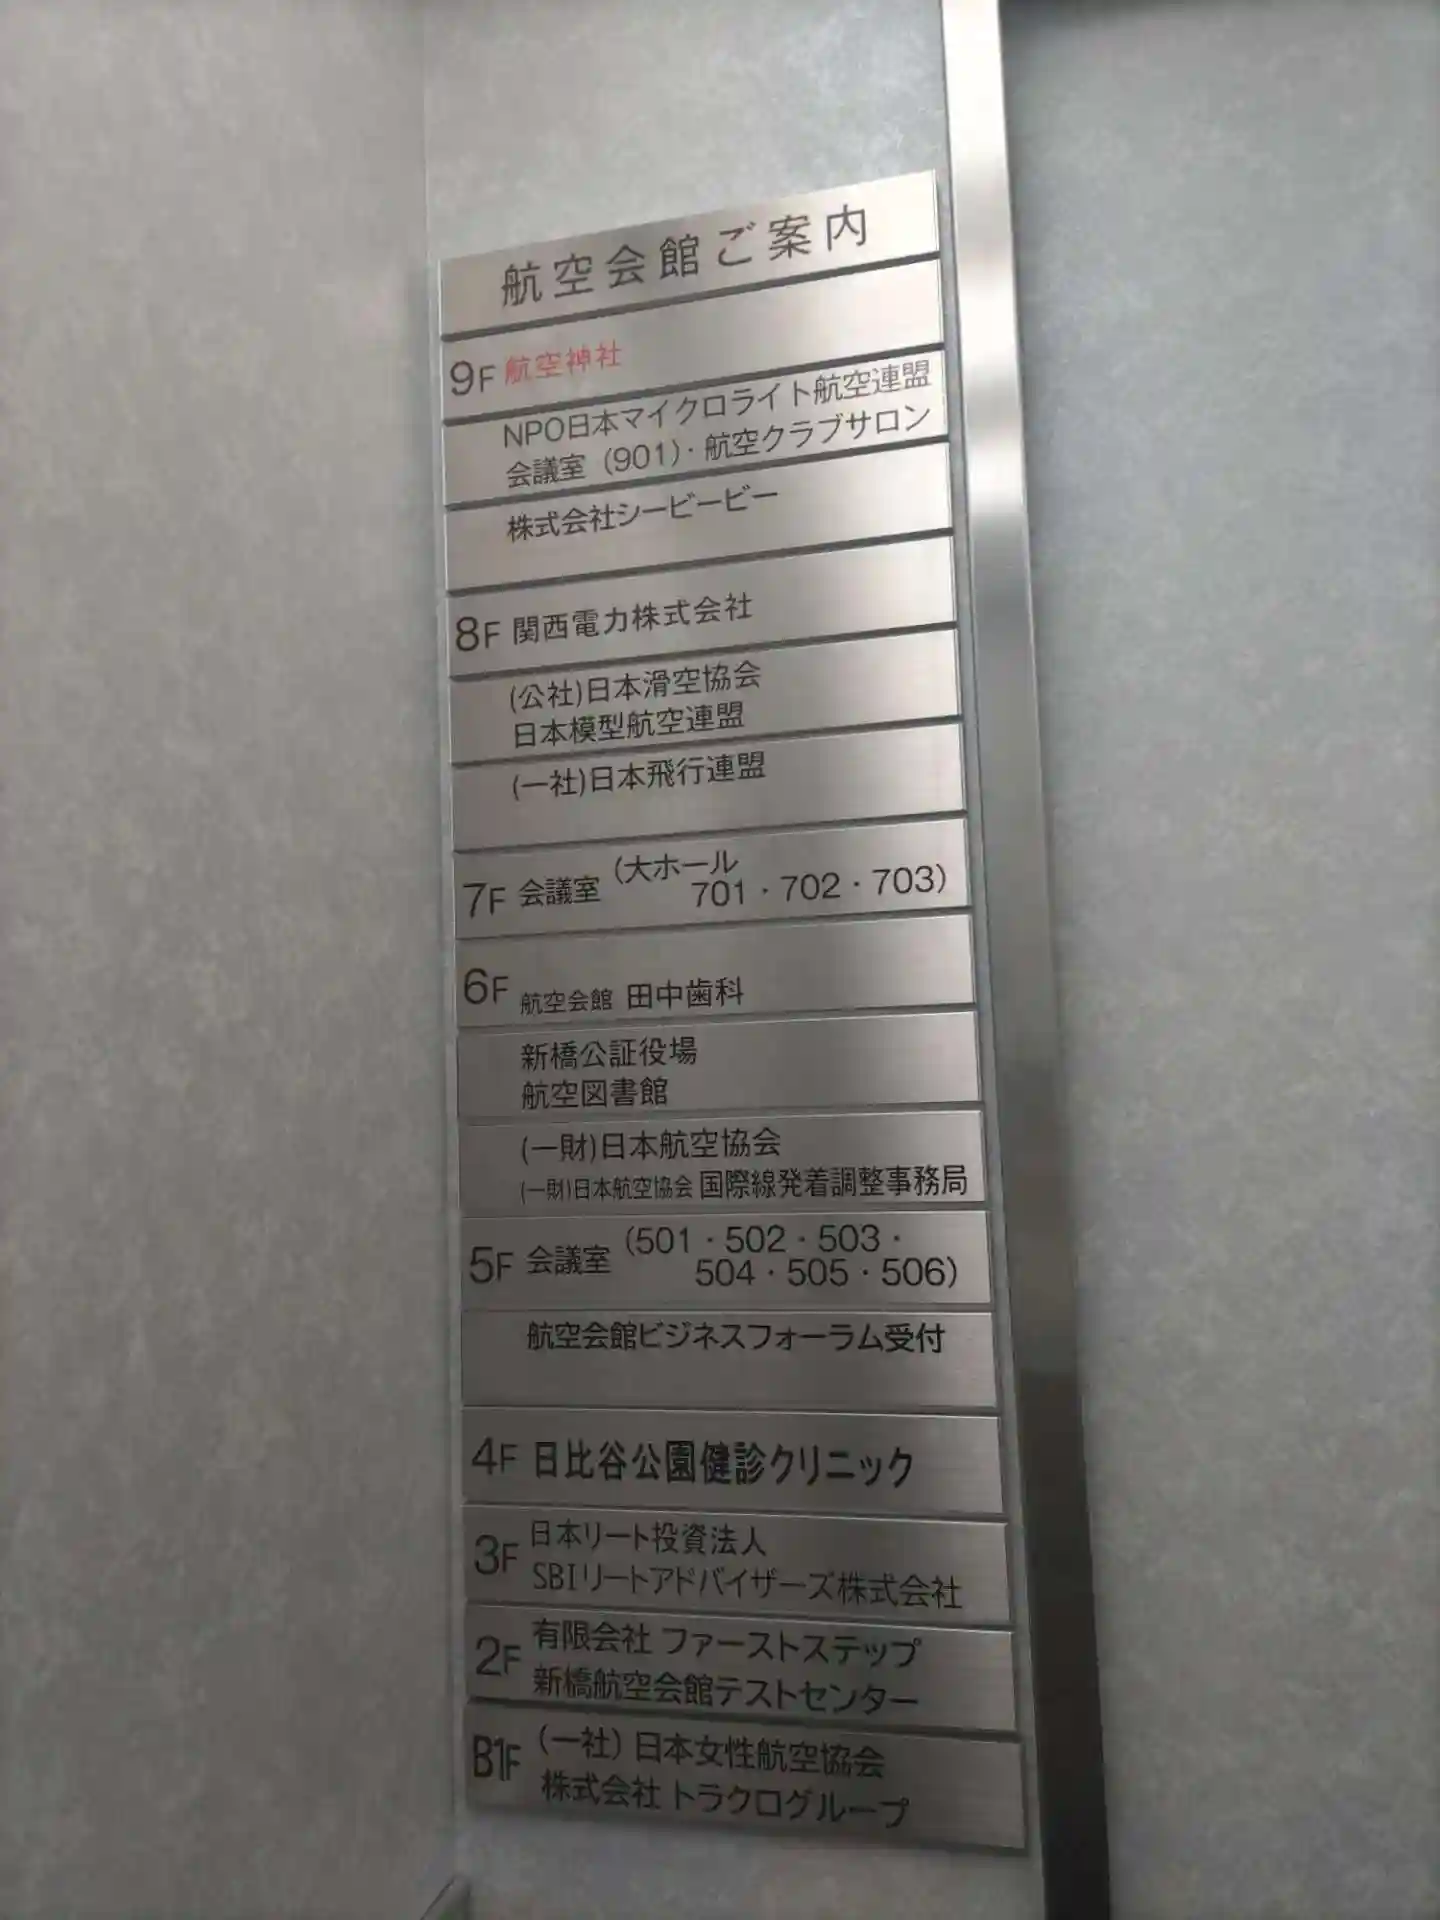 航空会館ご案内
9F 航空神社
NPO日本マイクロライト航空連盟
会議室（901）・航空クラブサロン
株式会社シービービー
8F 関西電力株式会社
(公社)日本滑空協会
日本模型航空連盟
(一社)日本飛行連盟
7F 会議室（大ホール
701・702・703）
6F 航空会館 田中歯科
新橋公証役場
航空図書館
(一財)日本航空協会
(一財)日本航空協会 国際線発着調整事務局
5F 会議室（501・502・503・
504・505・506）
航空会館ビジネスフォーラム受付
4F 日比谷公園健診クリニック
3F 日本リート投資法人
SBIリートアドバイザーズ株式会社
2F 有限会社 ファーストステップ
新橋航空会館テストセンター
B1F （一社）日本女性航空協会
株式会社 トラクログループ